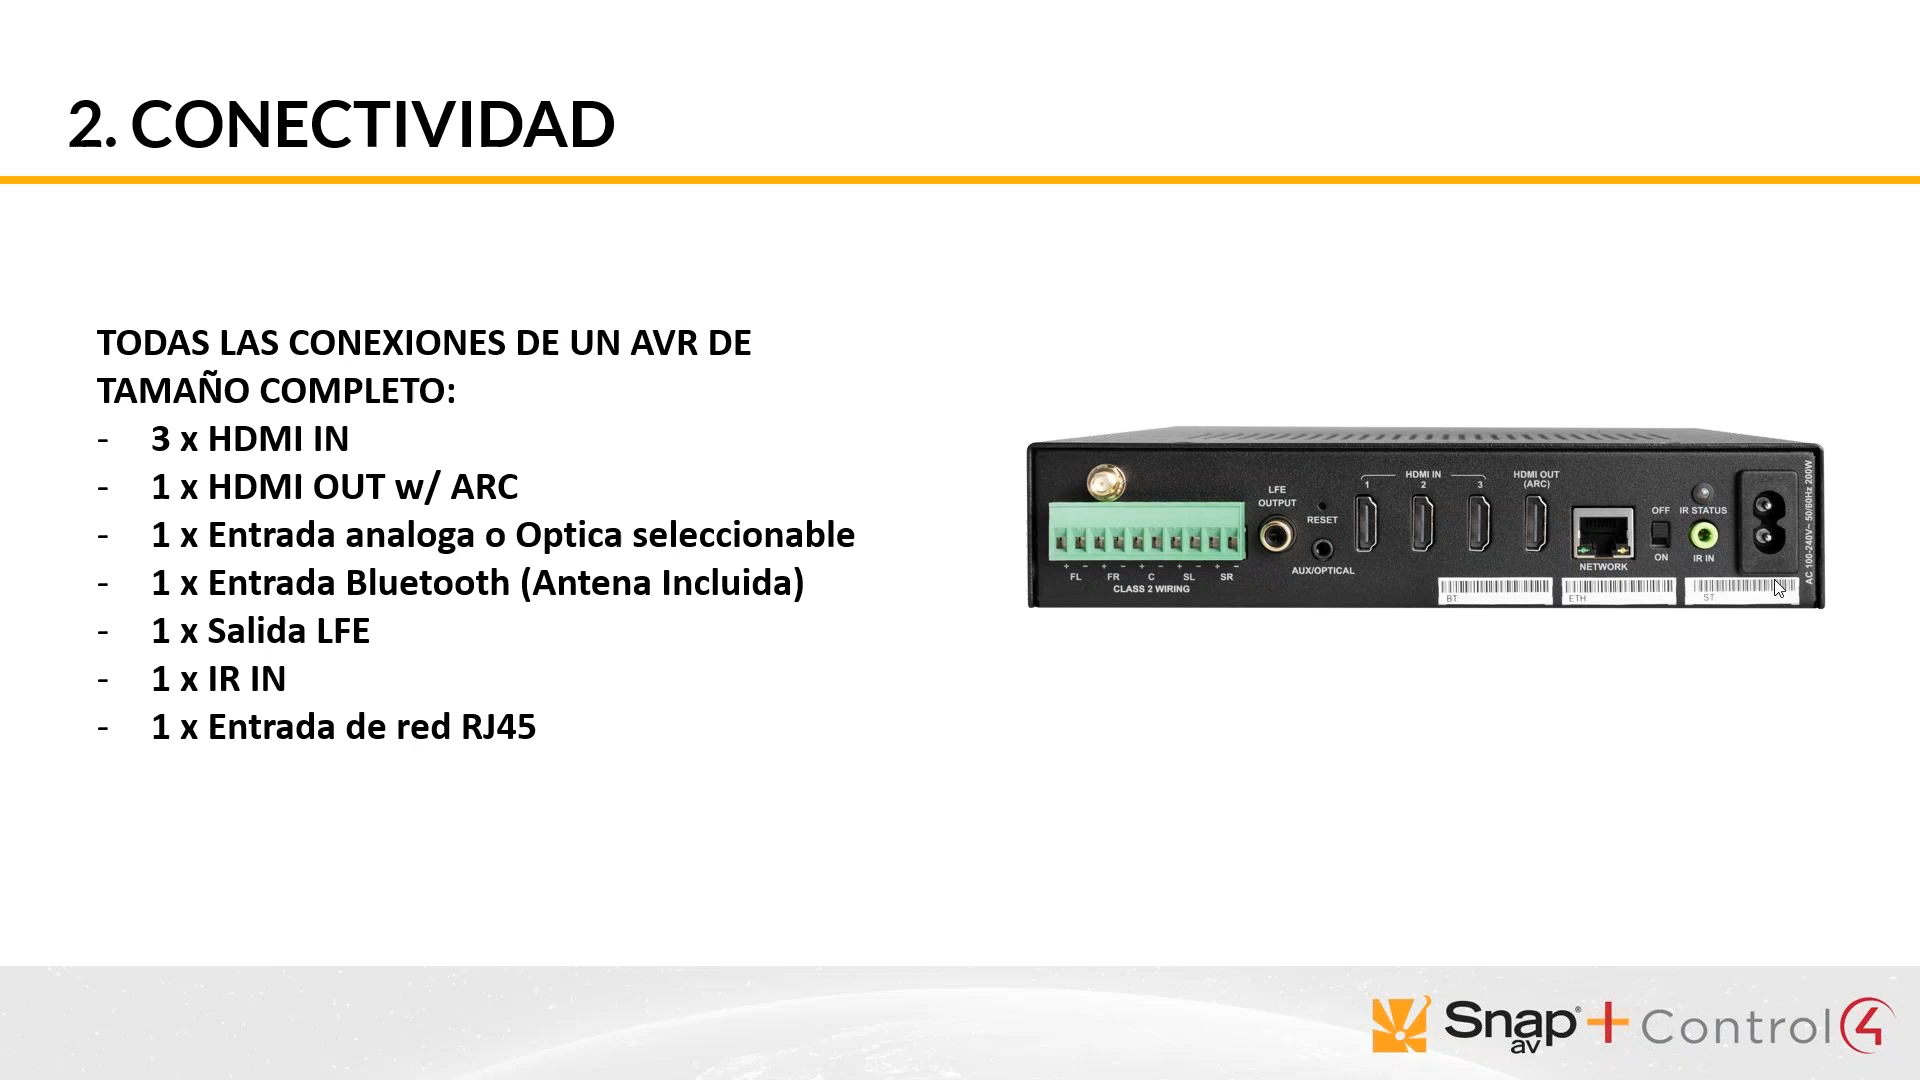 2. CONECTIVIDAD
TODAS LAS CONEXIONES DE UN AVR DE
TAMAÑO COMPLETO:
- 3 x HDMI IN
- 1 x HDMI OUT w/ ARC
- 1 x Entrada analoga o Optica seleccionable
- 1 x Entrada Bluetooth (Antena Incluida)
- 1 x Salida LFE
- 1 x IR IN
- 1 x Entrada de red RJ45
LFE
OUTPUT
RESET
AUX/OPTICAL
HDMI IN
1 2 3
HDMI OUT
(ARC)
NETWORK
OFF
ON
IR STATUS
IR IN
AC 100-240V~ 50/60Hz 200W
+ - + - + - + - + -
FL FR C SL SR
CLASS 2 WIRING
BT:
ETH
ST
Snap®
av
+
Control4